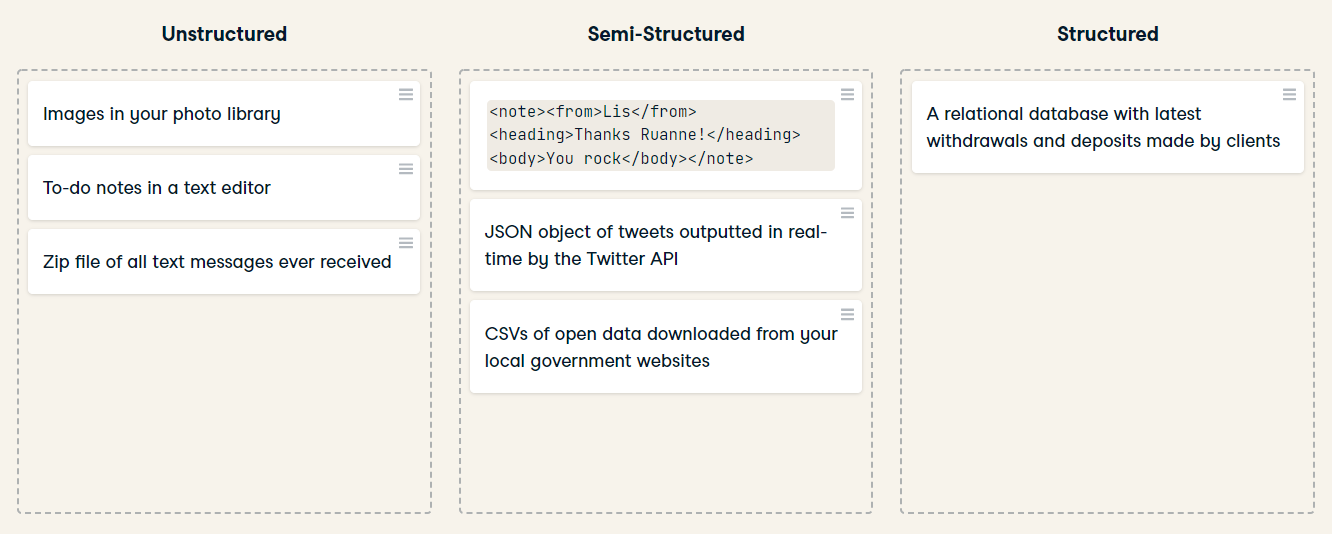 Unstructured
Images in your photo library
To-do notes in a text editor
Zip file of all text messages ever received
Semi-Structured
<note><from>Lis</from>
<heading>Thanks Ruanne!</heading>
<body>You rock</body></note>
JSON object of tweets outputted in real-
time by the Twitter API
CSVs of open data downloaded from your
local government websites
Structured
A relational database with latest
withdrawals and deposits made by clients